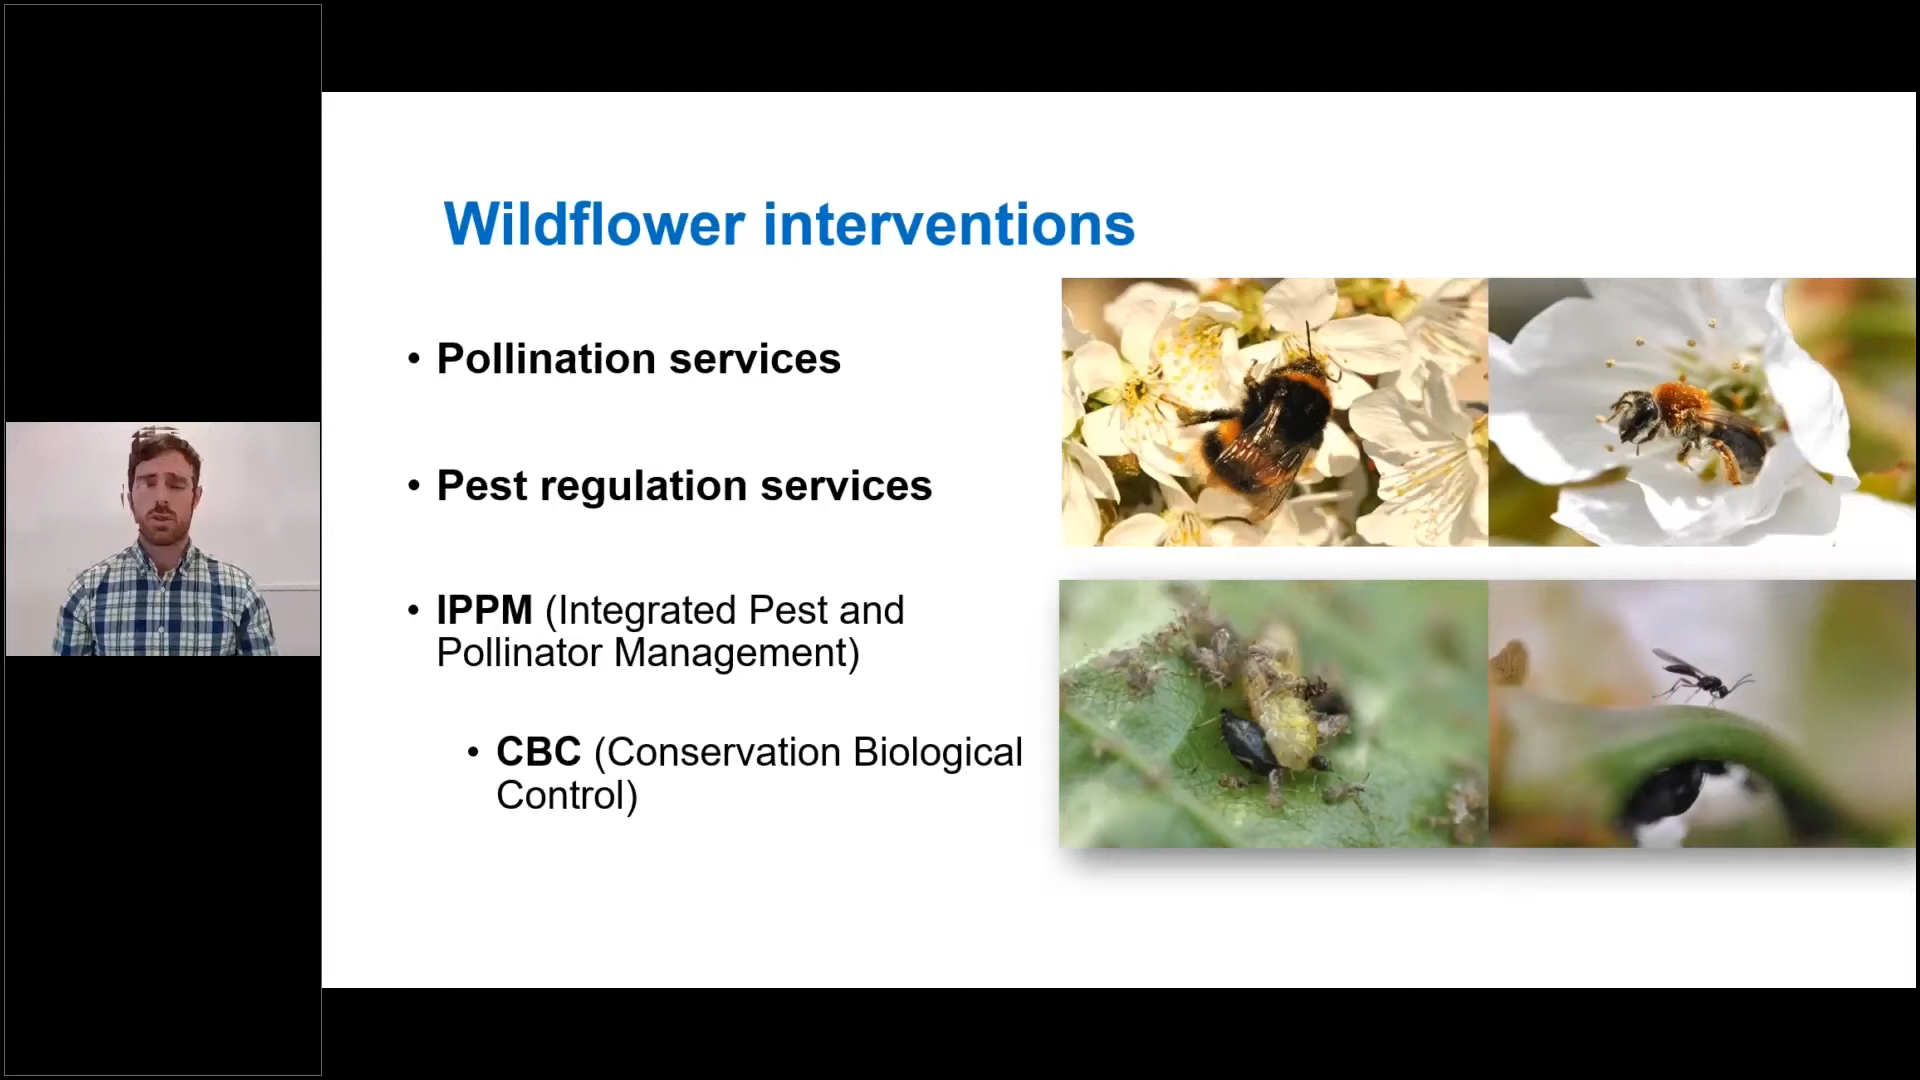 Wildflower interventions
• Pollination services
• Pest regulation services
• IPPM (Integrated Pest and
Pollinator Management)
• CBC (Conservation Biological
Control)